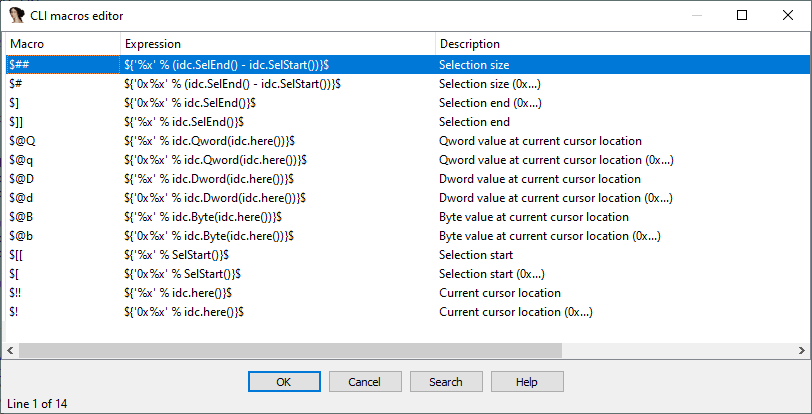 CLI macros editor
Macro Expression Description
$## ${'%x' % (idc.SelEnd() - idc.SelStart())}$ Selection size
$# ${'0x%x' % (idc.SelEnd() - idc.SelStart())}$ Selection size (0x...)
$] ${'0x%x' % idc.SelEnd()}$ Selection end (0x...)
$]] ${'%x' % idc.SelEnd()}$ Selection end
$@Q ${'%x' % idc.Qword(idc.here())}$ Qword value at current cursor location
$@q ${'0x%x' % idc.Qword(idc.here())}$ Qword value at current cursor location (0x...)
$@D ${'%x' % idc.Dword(idc.here())}$ Dword value at current cursor location
$@d ${'0x%x' % idc.Dword(idc.here())}$ Dword value at current cursor location (0x...)
$@B ${'%x' % idc.Byte(idc.here())}$ Byte value at current cursor location
$@b ${'0x%x' % idc.Byte(idc.here())}$ Byte value at current cursor location (0x...)
$[[ ${'%x' % SelStart()}$ Selection start
$[ ${'0x%x' % SelStart()}$ Selection start (0x...)
$!! ${'%x' % idc.here()}$ Current cursor location
$! ${'0x%x' % idc.here()}$ Current cursor location (0x...)
OK Cancel Search Help
Line 1 of 14